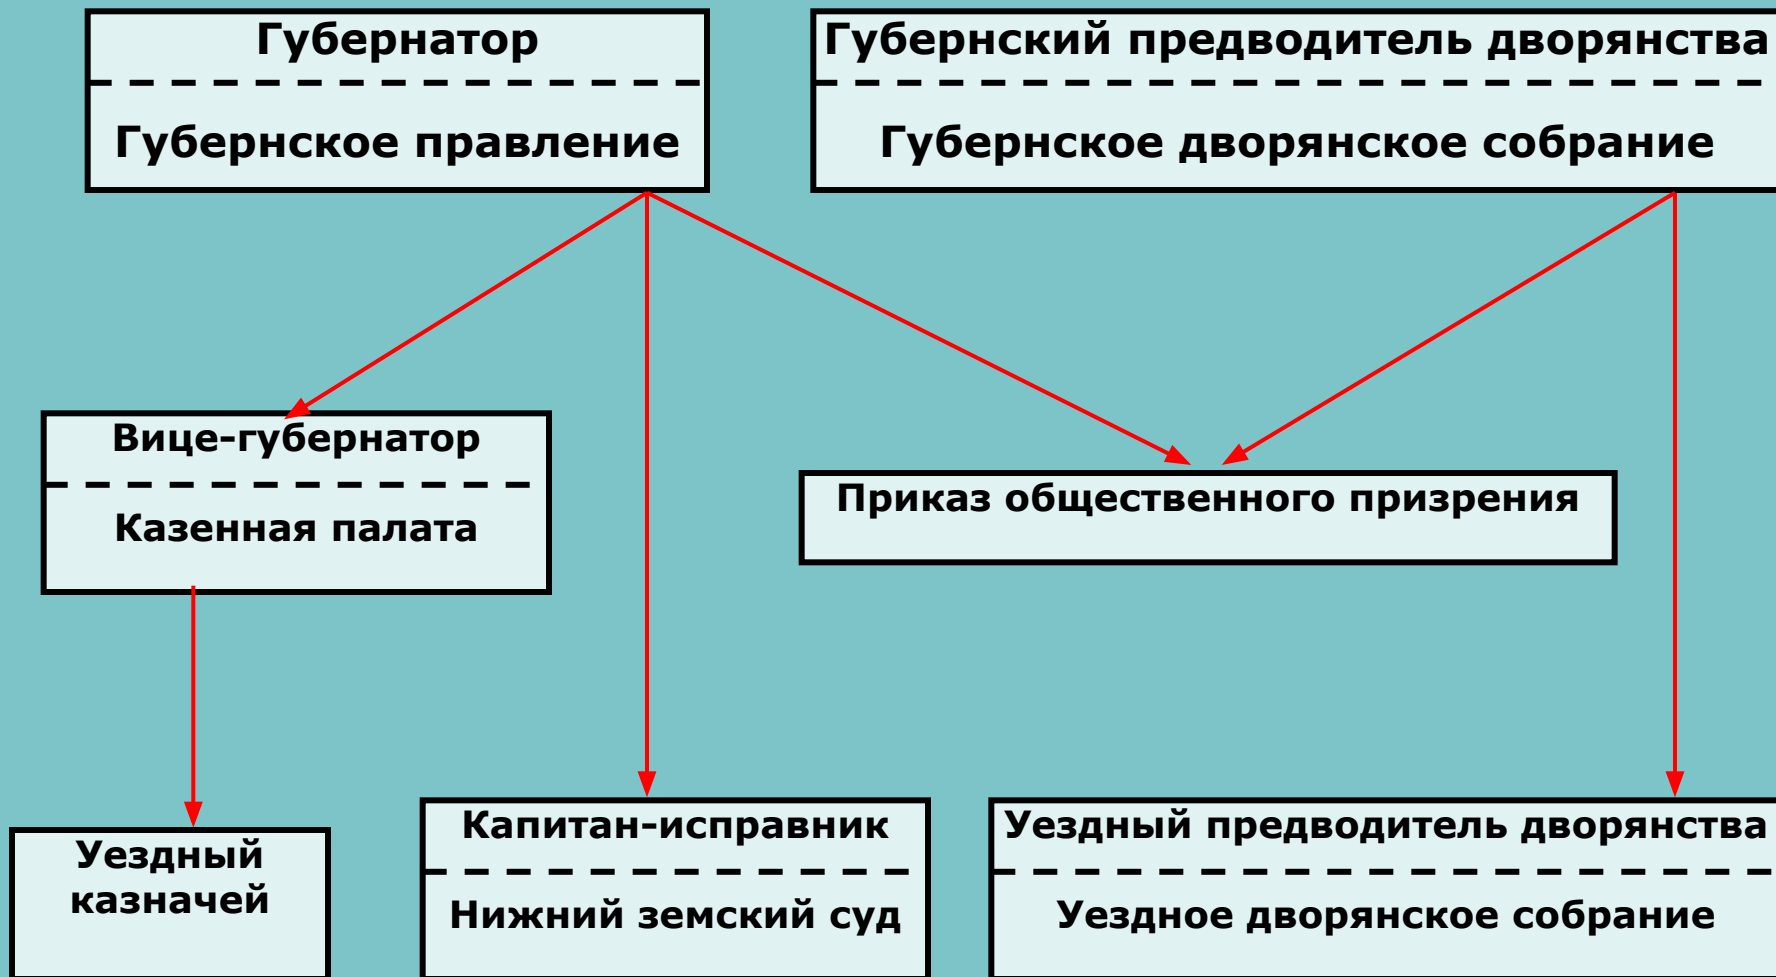 Губернатор
Губернское правление
Губернский предводитель дворянства
Губернское дворянское собрание
Вице-губернатор
Казенная палата
Приказ общественного призрения
Уездный
казначей
Капитан-исправник
Нижний земский суд
Уездный предводитель дворянства
Уездное дворянское собрание